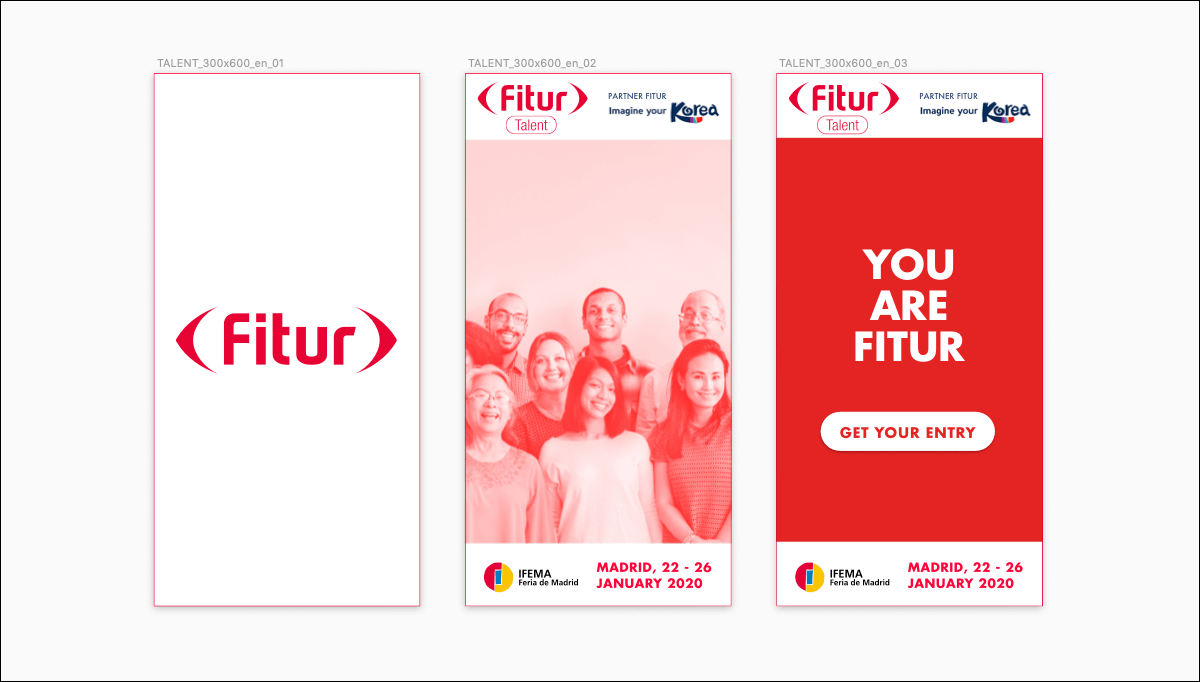 TALENT_300x600_en_01
Fitur
TALENT_300x600_en_02
Fitur
Talent
PARTNER FITUR
Imagine your Korea
IFEMA
Feria de Madrid
MADRID, 22 - 26
JANUARY 2020
TALENT_300x600_en_03
Fitur
Talent
PARTNER FITUR
Imagine your Korea
YOU
ARE
FITUR
GET YOUR ENTRY
IFEMA
Feria de Madrid
MADRID, 22 - 26
JANUARY 2020